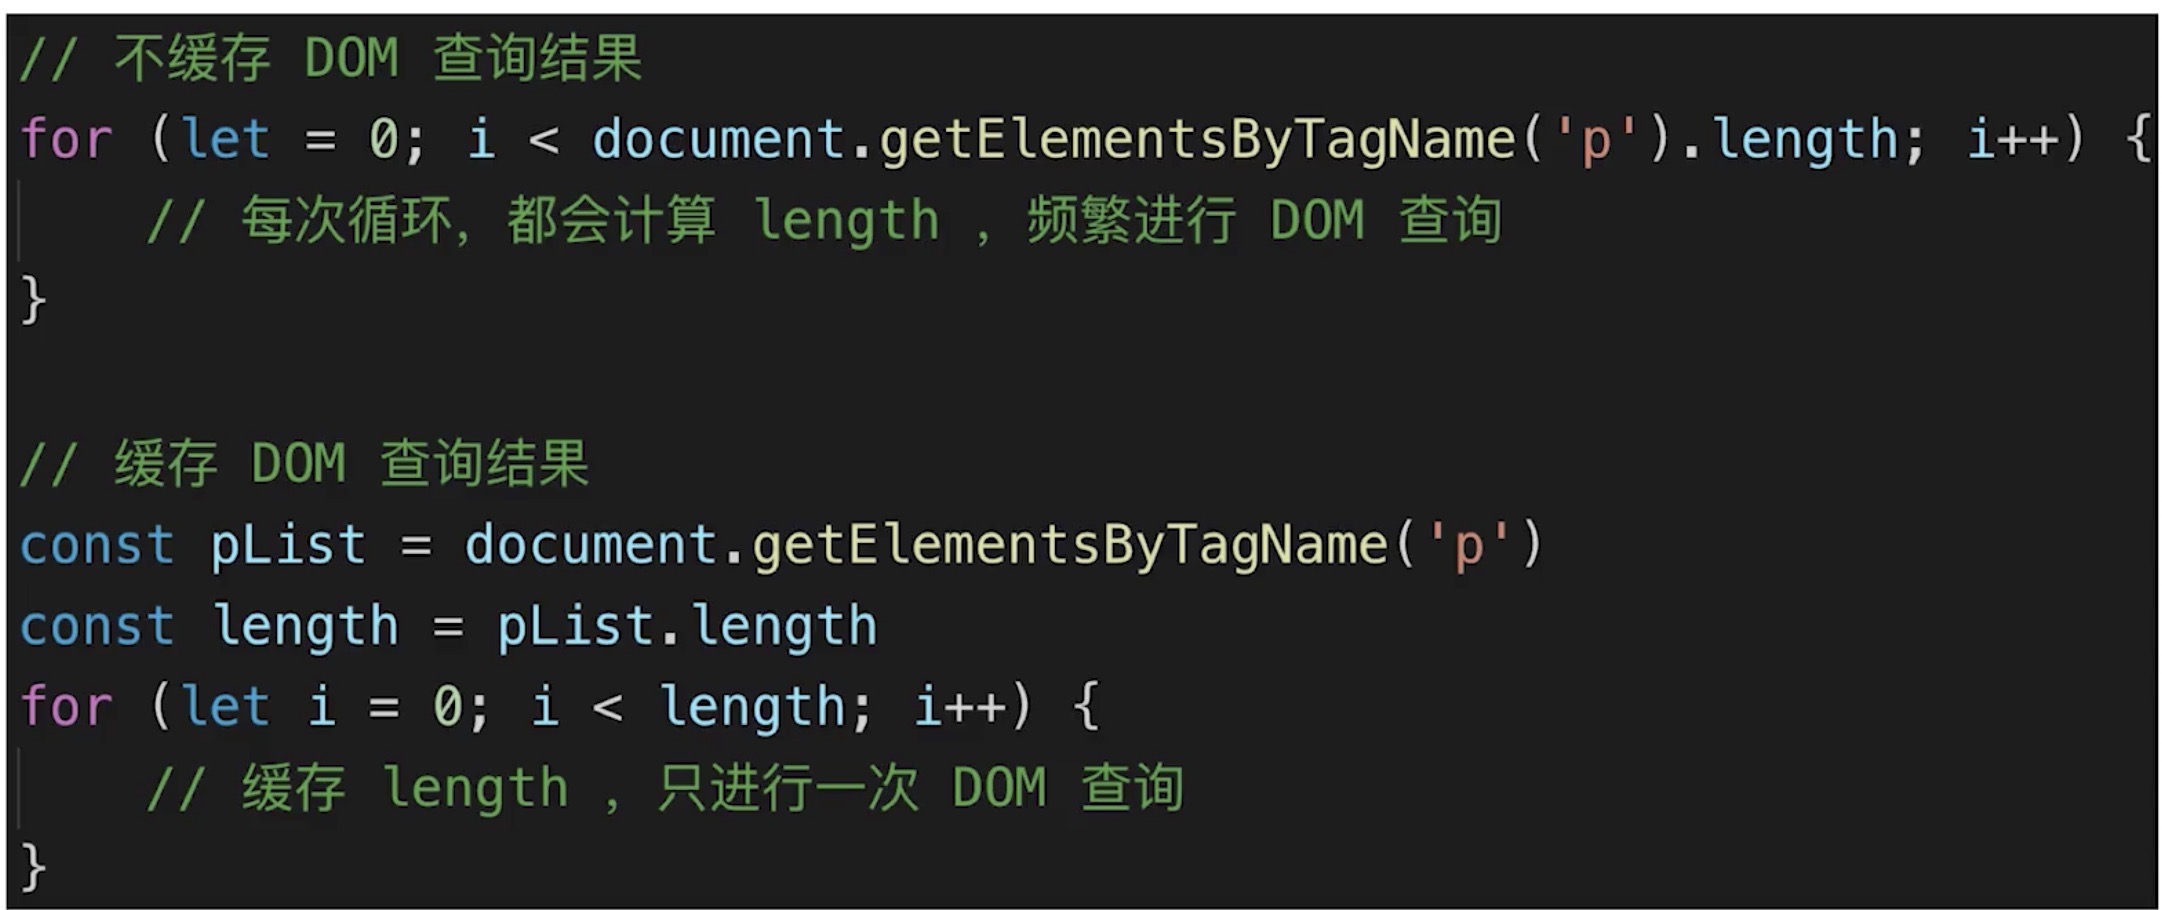 // 不缓存 DOM 查询结果
for (let = 0; i < document.getElementsByTagName('p').length; i++) {
    // 每次循环，都会计算 length ，频繁进行 DOM 查询
}
// 缓存 DOM 查询结果
const pList = document.getElementsByTagName('p')
const length = pList.length
for (let i = 0; i < length; i++) {
    // 缓存 length ，只进行一次 DOM 查询
}